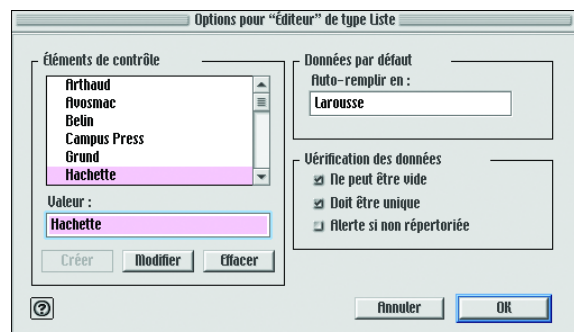 Options pour “Éditeur” de type Liste
Éléments de contrôle
Arthaud
Avosmac
Belin
Campus Press
Grund
Hachette
Valeur :
Hachette
Créer
Modifier
Effacer
Données par défaut
Auto-remplir en :
Larousse
Vérification des données
Ne peut être vide
Doit être unique
Alerte si non répertoriée
?
Annuler
OK